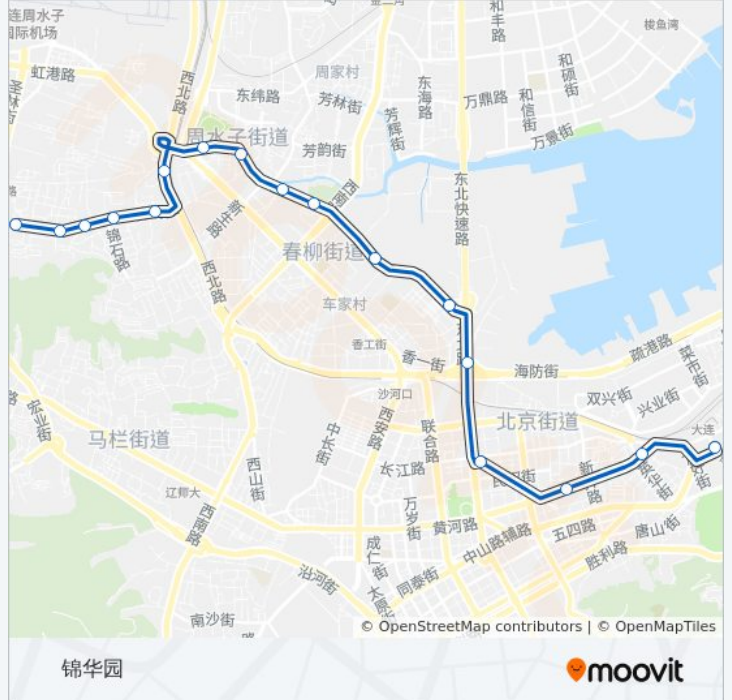 连周水子
国际机场
虹港路
西北路
东纬路
周家村
芳林街
芳辉街
东海路
和丰路
万鼎路
和信街
和硕街
梭鱼湾
万景街
周水子街道
芳韵街
西南
东北快速路
锦石路
新生路
西北路
春柳街道
车家村
香工街
香一街
海防街
疏港路
菜市街
双兴街
兴业街
沙河口
宏业街
马栏街道
中长街
西安路
联合路
北京街道
大连
长江路
西山街
辽师大
英华街
万岁街
黄河路
中山路辅路
五四路
唐山街
胜利路
西南路
成仁街
沿河街
同泰街
太原街
南沙街
© OpenStreetMap contributors | © OpenMapTiles
锦华园
moovit